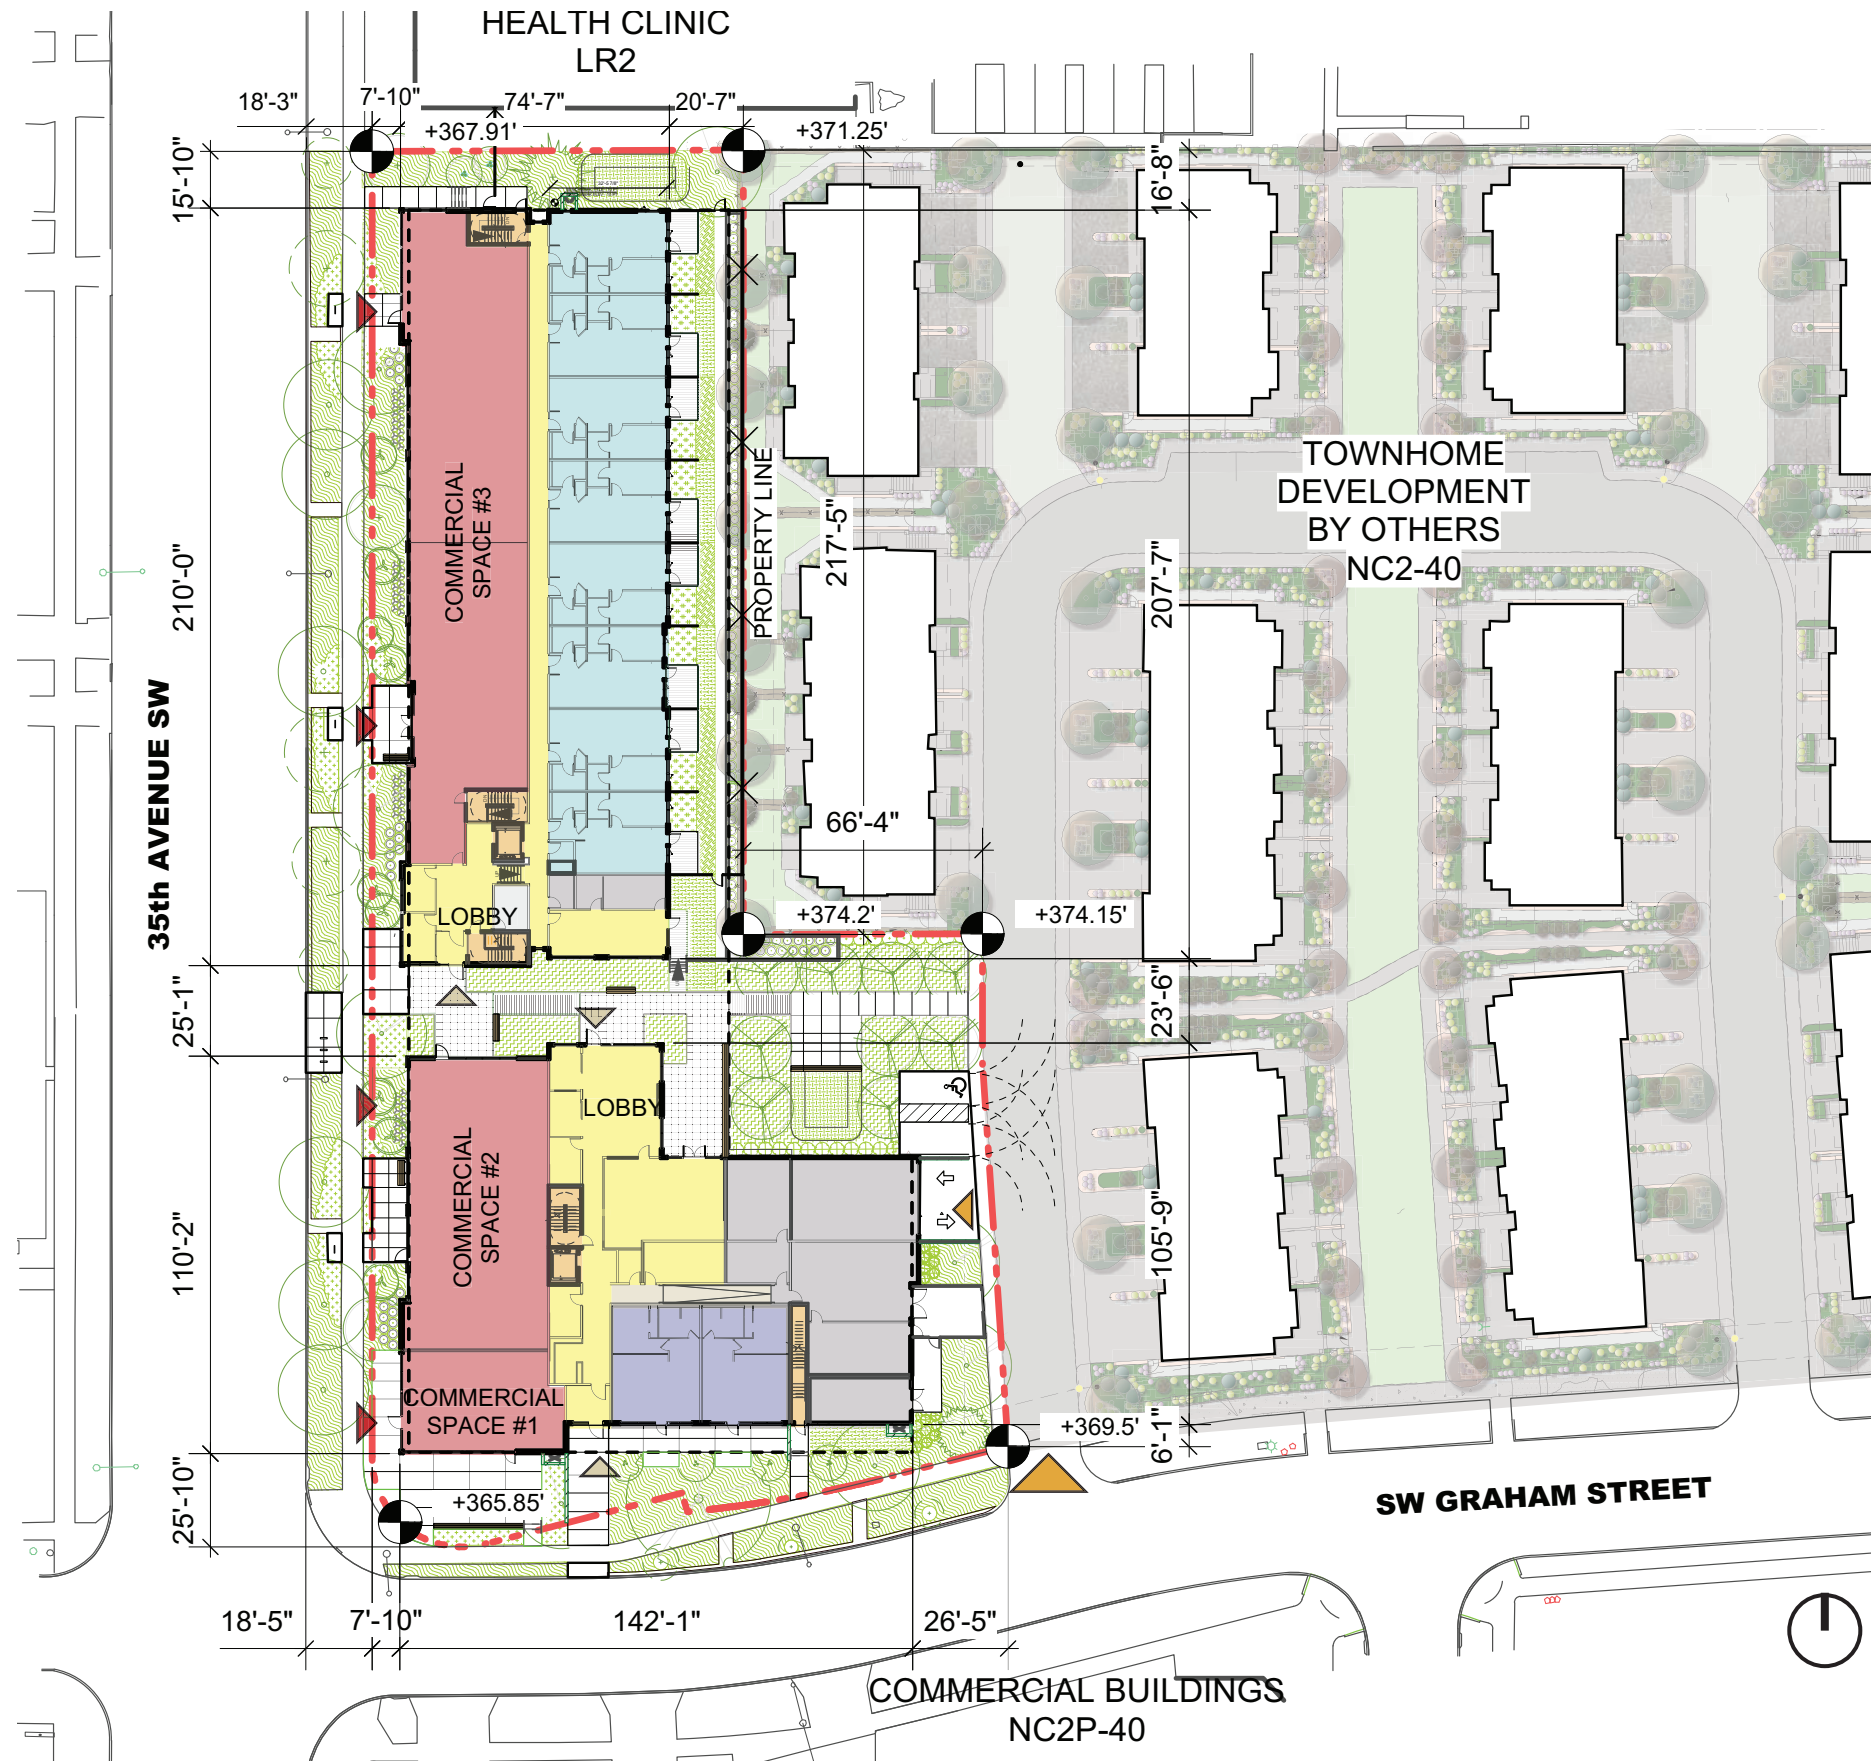 HEALTH CLINIC
LR2
18'-3"
7'-10"
74'-7"
20'-7"
+367.91'
+371.25'
15'-10"
16'-8"
COMMERCIAL
SPACE #3
PROPERTY LINE
217'-5"
TOWNHOME
DEVELOPMENT
BY OTHERS
NC2-40
210'-0"
207'-7"
35th AVENUE SW
66'-4"
LOBBY
+374.2'
+374.15'
25'-1"
23'-6"
LOBBY
COMMERCIAL
SPACE #2
110'-2"
105'-9"
COMMERCIAL
SPACE #1
+369.5'
6'-1"
+365.85'
25'-10"
SW GRAHAM STREET
18'-5"
7'-10"
142'-1"
26'-5"
COMMERCIAL BUILDINGS
NC2P-40